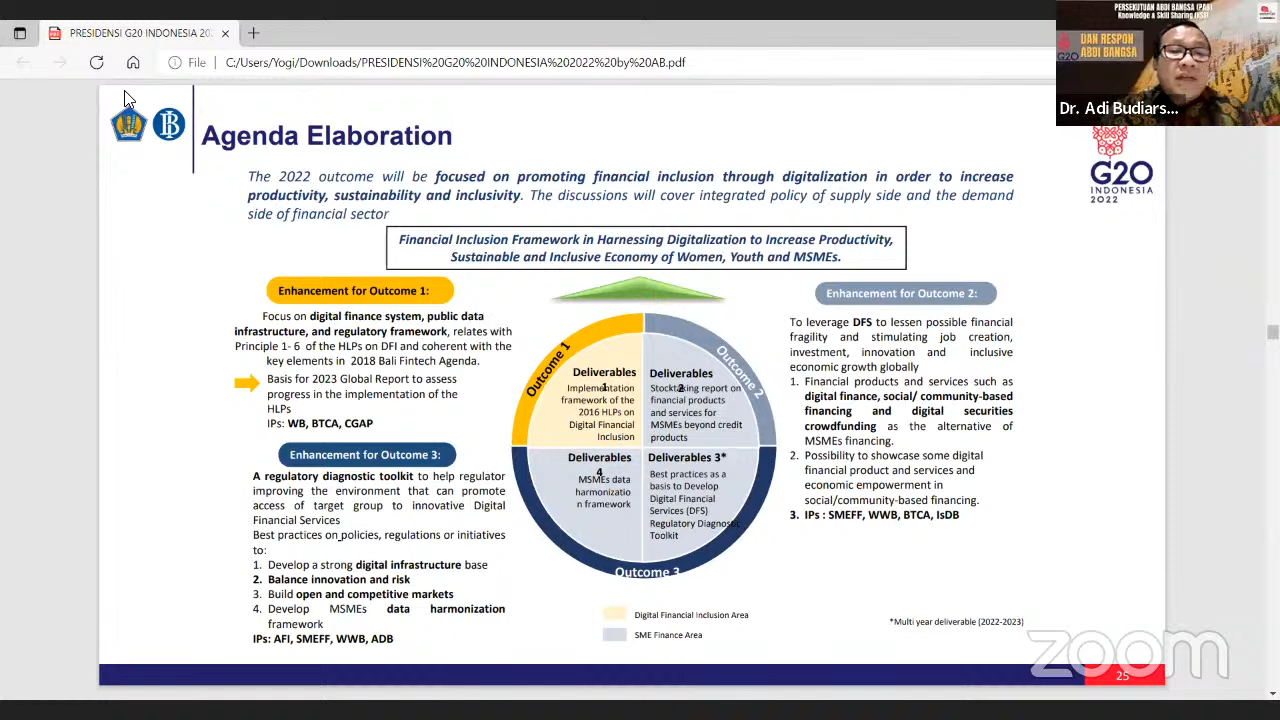 PRESIDENSI G20 INDONESIA 202
File
C:/Users/Yogi/Downloads/
%20G20%20INDONESIA%202022%20by%20AB.pdf
PERSEKUTUAN ABDI BANGSA (PAB)
Knowledge & Skill Sharing (KSS)
DAN RESPON
ABDI BANGSA
G20
Dr. Adi Budiars...
Agenda Elaboration
G20
INDONESIA
2022
The 2022 outcome will be focused on promoting financial inclusion through digitalization in order to increase
productivity, sustainability and inclusivity. The discussions will cover integrated policy of supply side and the demand
side of financial sector
Financial Inclusion Framework in Harnessing Digitalization to Increase Productivity,
Sustainable and Inclusive Economy of Women, Youth and MSMEs.
Enhancement for Outcome 1:
Focus on digital finance system, public data
infrastructure, and regulatory framework, relates with
Principle 1- 6 of the HLPs on DFI and coherent with the
key elements in 2018 Bali Fintech Agenda.
Basis for 2023 Global Report to assess
progress in the implementation of the
HLPs
IPs: WB, BTCA, CGAP
Enhancement for Outcome 3:
A regulatory diagnostic toolkit to help regulator
improving the environment that can promote
access of target group to innovative Digital
Financial Services
Best practices on policies, regulations or initiatives
to:
1. Develop a strong digital infrastructure base
2. Balance innovation and risk
3. Build open and competitive markets
4. Develop MSMEs data harmonization
framework
IPs: AFI, SMEFF, WWB, ADB
Outcome 1
Outcome 2
Outcome 3
Deliverables
1
Implementation
framework of the
2016 HLPs on
Digital Financial
Inclusion
Deliverables
2
Stocktaking report on
financial products
and services for
MSMEs beyond credit
products
Deliverables
4
MSMEs data
harmonizatio
n framework
Deliverables 3*
Best practices as a
basis to Develop
Digital Financial
Services (DFS)
Regulatory Diagnostic
Toolkit
Digital Financial Inclusion Area
SME Finance Area
Enhancement for Outcome 2:
To leverage DFS to lessen possible financial
fragility and stimulating job creation,
investment, innovation and inclusive
economic growth globally
1. Financial products and services such as
digital finance, social/ community-based
financing and digital securities
crowdfunding as the alternative of
MSMEs financing.
2. Possibility to showcase some digital
financial product and services and
economic empowerment in
social/community-based financing.
3. IPs : SMEFF, WWB, BTCA, IsDB
*Multi year deliverable (2022-2023)
zoom
25